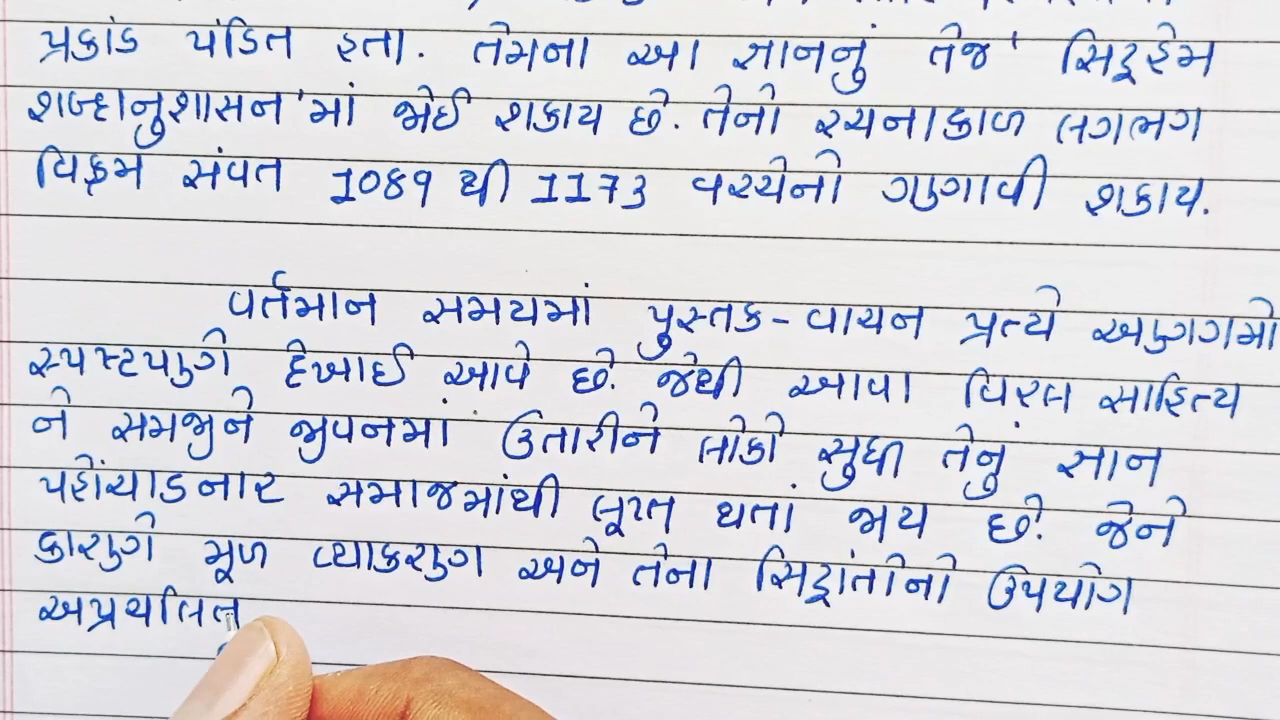 પ્રકાંડ પંડિત હતા. તેમના આ જ્ઞાનનું તેજ ' સિદ્ધહેમ
શબ્દાનુશાસન'માં જોઈ શકાય છે. તેનો રચનાકાળ લગભગ
વિક્રમ સંવત 1089 થી 1173 વચ્ચેનો ગણાવી શકાય.
વર્તમાન સમયમાં પુસ્તક - વાચન પ્રત્યે અણગમો
સ્પષ્ટપણે દેખાઈ આવે છે. જેથી આવા વિરલ સાહિત્ય
ને સમજીને જીવનમાં ઉતારીને લોકો સુધી તેનું જ્ઞાન
પહોંચાડનાર સમાજમાંથી લૂપ્ત થતાં જાય છે. જેને
કારણે મૂળ વ્યાકરણ અને તેના સિદ્ધાંતોનો ઉપયોગ
અપ્રચલિત